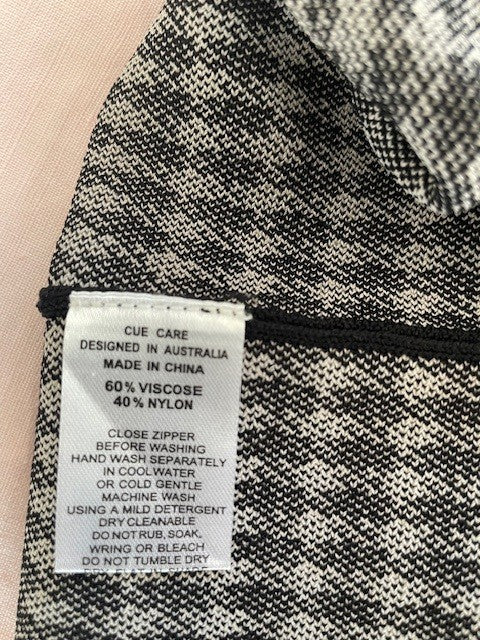 CUE CARE
DESIGNED IN AUSTRALIA
MADE IN CHINA
60% VISCOSE
40% NYLON
CLOSE ZIPPER
BEFORE WASHING
HAND WASH SEPARATELY
IN COOLWATER
OR COLD GENTLE
MACHINE WASH
USING A MILD DETERGENT
DRY CLEANABLE
DO NOT RUB, SOAK,
WRING OR BLEACH
DO NOT TUMBLE DRY